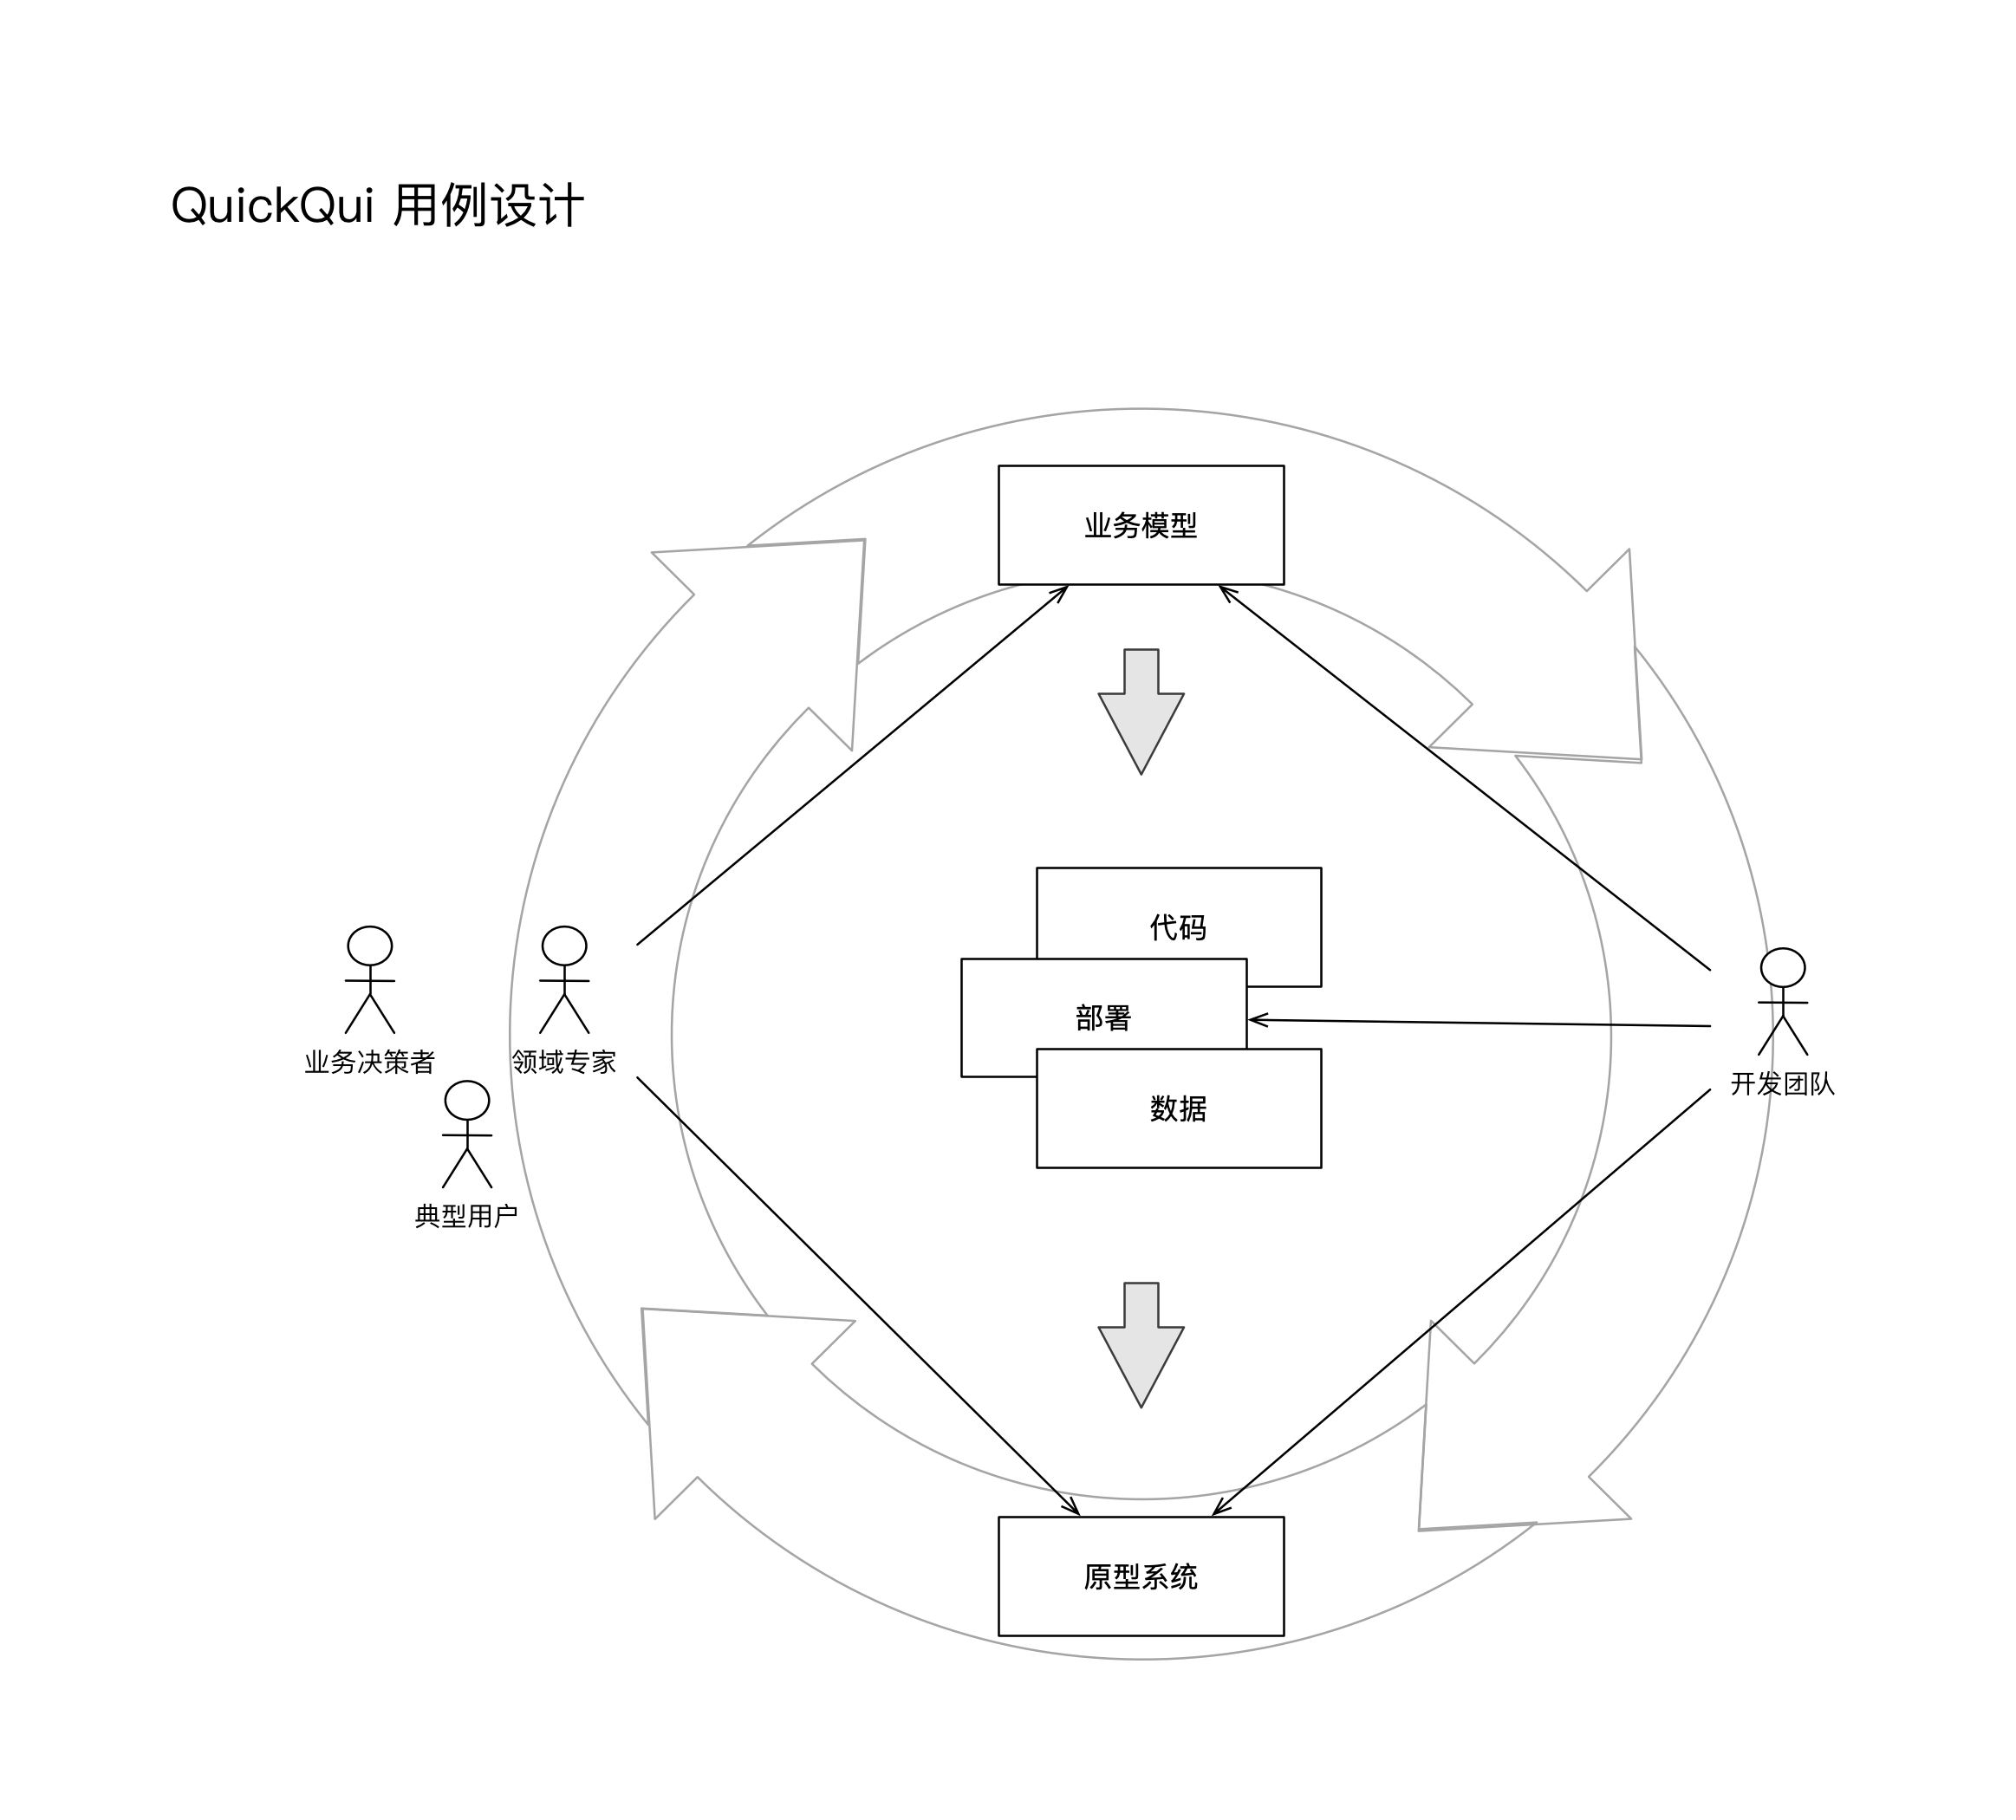 QuickQui 用例设计
业务模型
代码
部署
数据
业务决策者
领域专家
典型用户
开发团队
原型系统